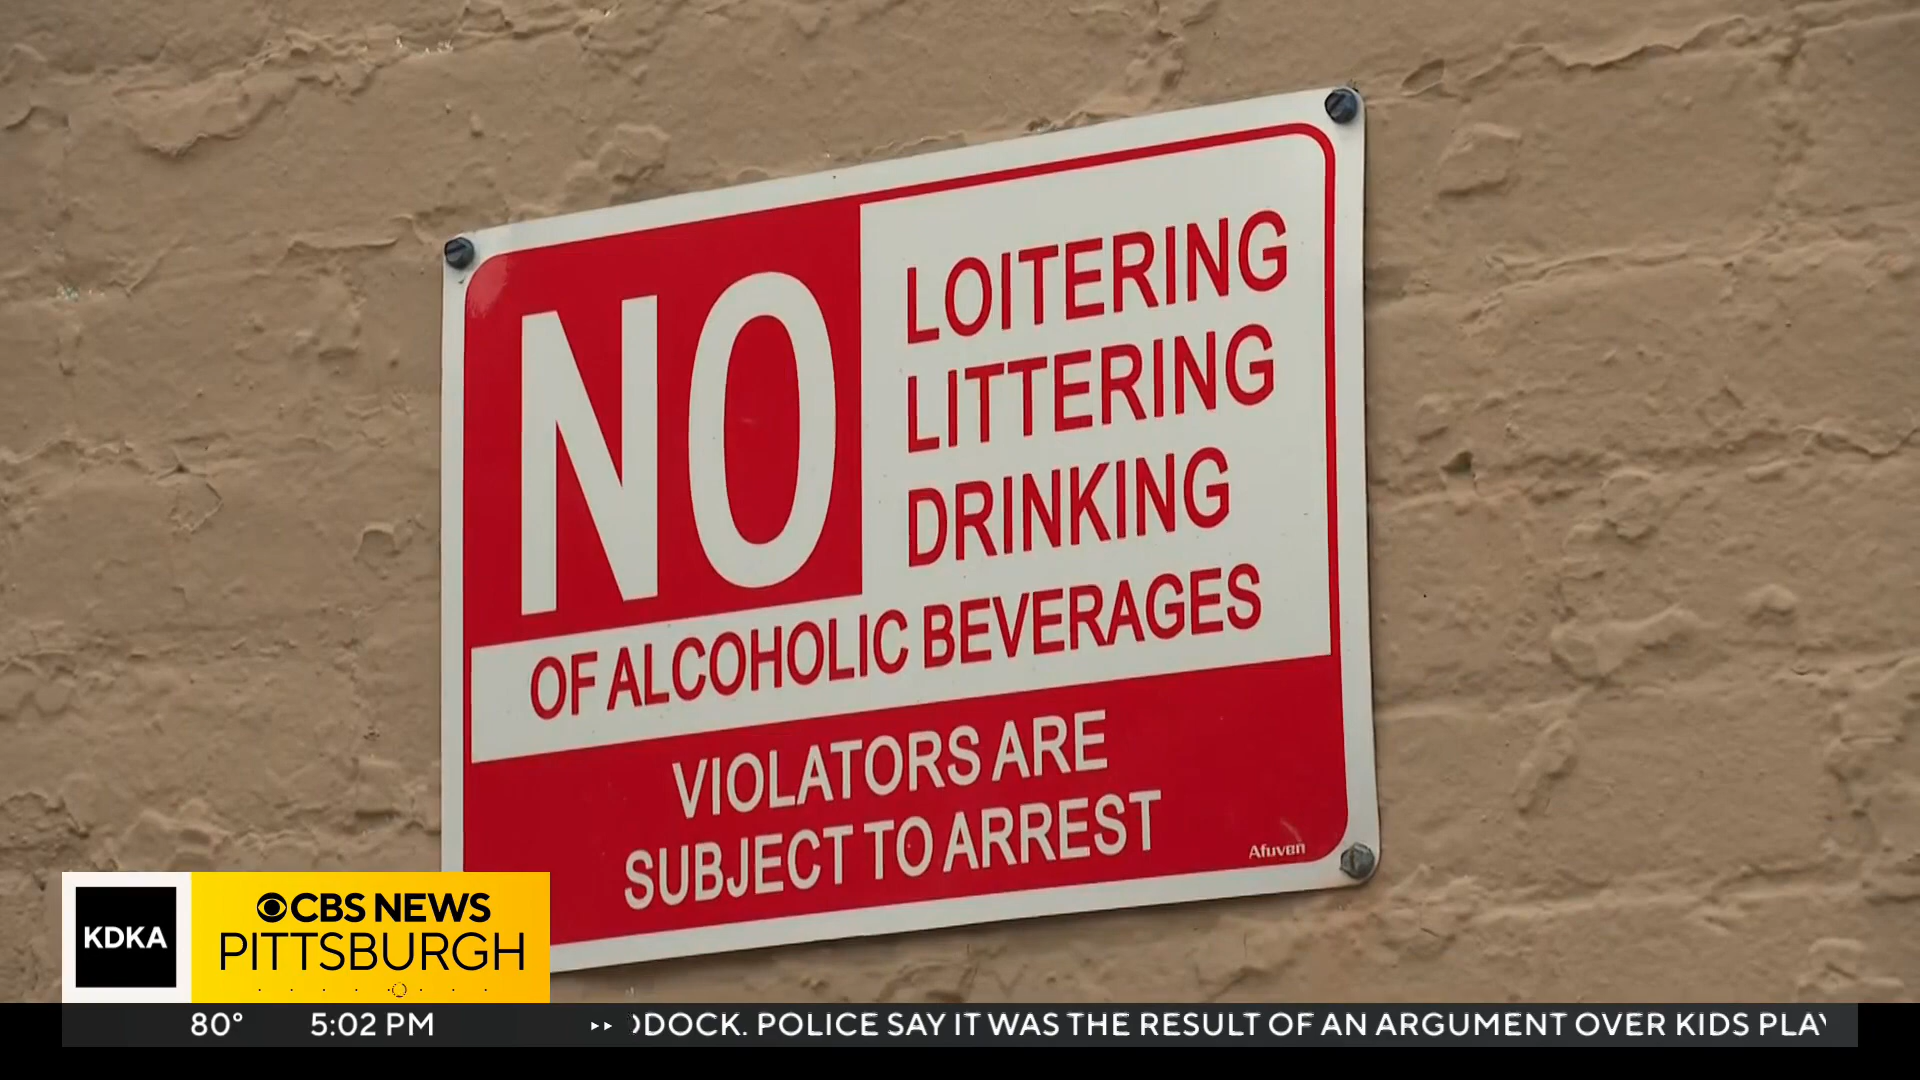 NO
LOITERING
LITTERING
DRINKING
OF ALCOHOLIC BEVERAGES
VIOLATORS ARE
SUBJECT TO ARREST
Afuven
KDKA
CBS NEWS
PITTSBURGH
80° 5:02 PM DOCK. POLICE SAY IT WAS THE RESULT OF AN ARGUMENT OVER KIDS